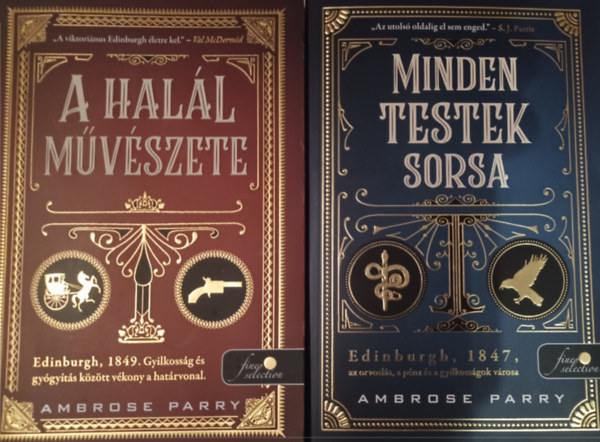 „A viktoriánus Edinburgh életre kel.” – Val McDermid
A HALÁL
MŰVÉSZETE
Edinburgh, 1849. Gyilkosság és
gyógyítás között vékony a határvonal.
fine
selection
AMBROSE PARRY
„Az utolsó oldalig el sem enged.” – S. J. Parris
MINDEN
TESTEK
SORSA
Edinburgh, 1847,
az orvoslás, a pénz és a gyilkosságok városa
fine
selection
AMBROSE PARRY